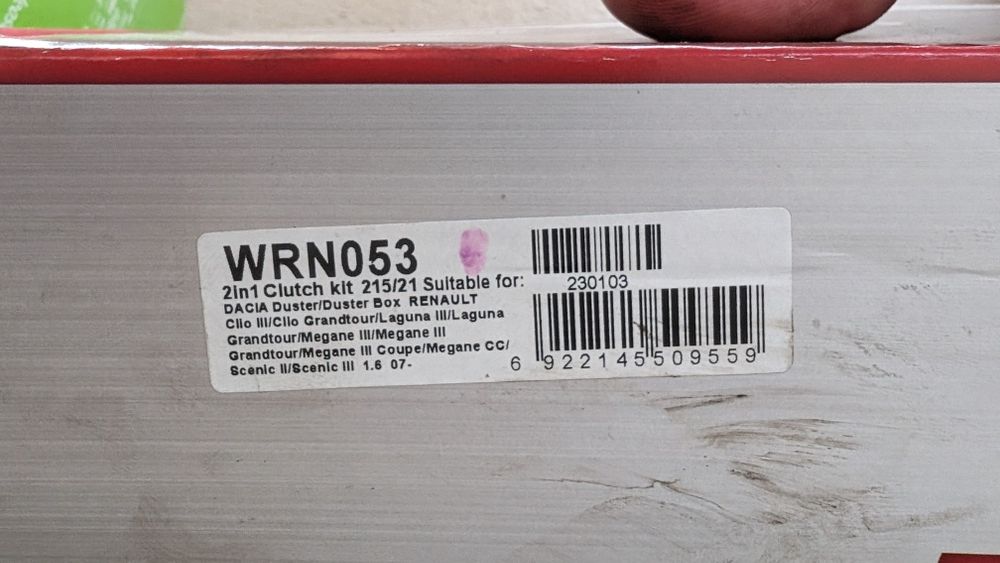 WRN053
2in1 Clutch kit 215/21 Suitable for:
DACIA Duster/Duster Box RENAULT
Clio III/Clio Grandtour/Laguna III/Laguna
Grandtour/Megane III/Megane III
Grandtour/Megane III Coupe/Megane CC/
Scenic II/Scenic III 1.6 07-
230103
6 922145 509559